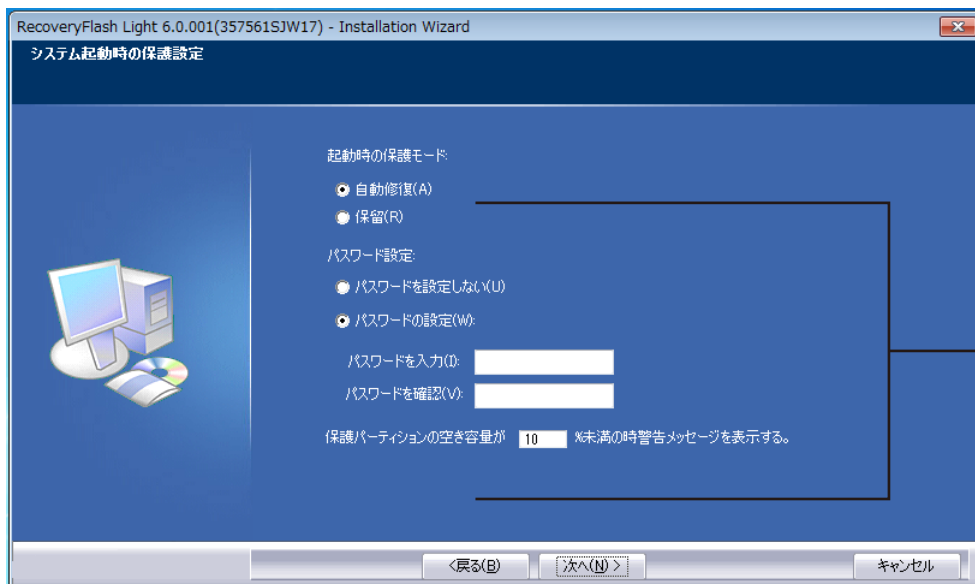 RecoveryFlash Light 6.0.001(357561SJW17) - Installation Wizard
システム起動時の保護設定
起動時の保護モード:
自動修復(A)
保留(R)
パスワード設定:
パスワードを設定しない(U)
パスワードの設定(W):
パスワードを入力(I):
パスワードを確認(V):
保護パーティションの空き容量が 10 %未満の時警告メッセージを表示する。
<戻る(B) 次へ(N) > キャンセル